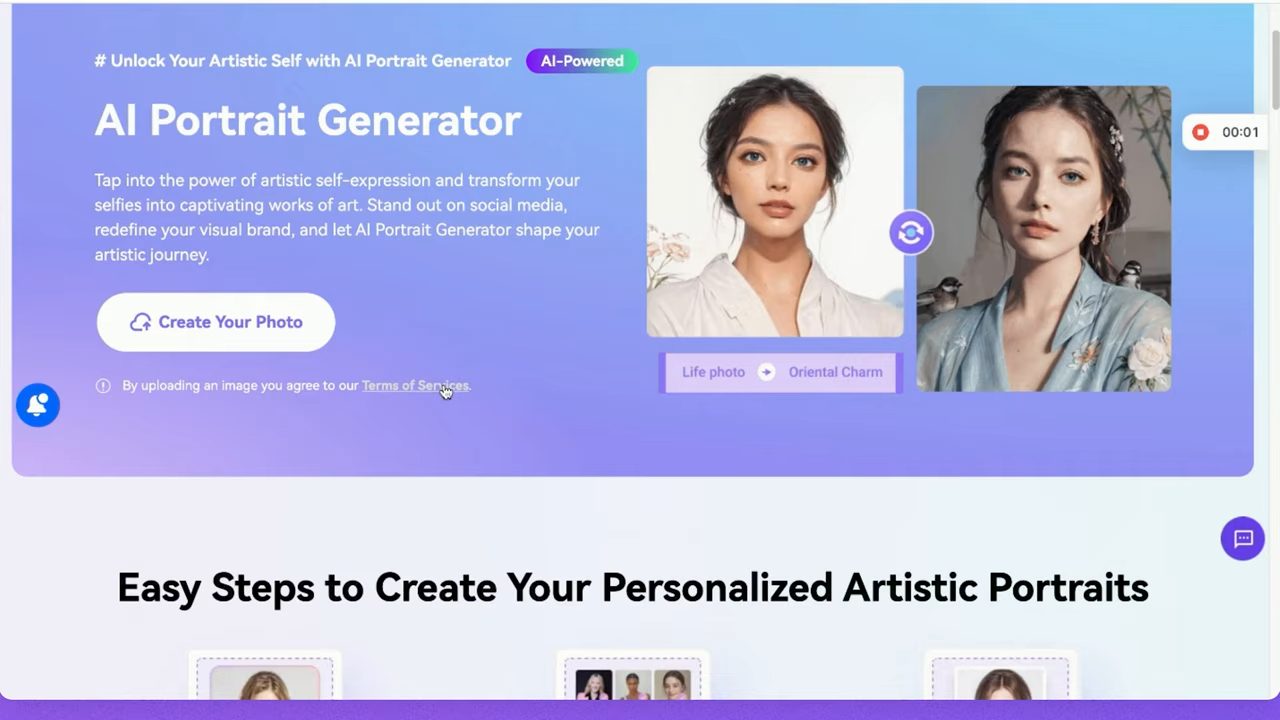 # Unlock Your Artistic Self with AI Portrait Generator AI-Powered
AI Portrait Generator
Tap into the power of artistic self-expression and transform your
selfies into captivating works of art. Stand out on social media,
redefine your visual brand, and let AI Portrait Generator shape your
artistic journey.
Create Your Photo
By uploading an image you agree to our Terms of Services.
Life photo Oriental Charm
00:01
Easy Steps to Create Your Personalized Artistic Portraits